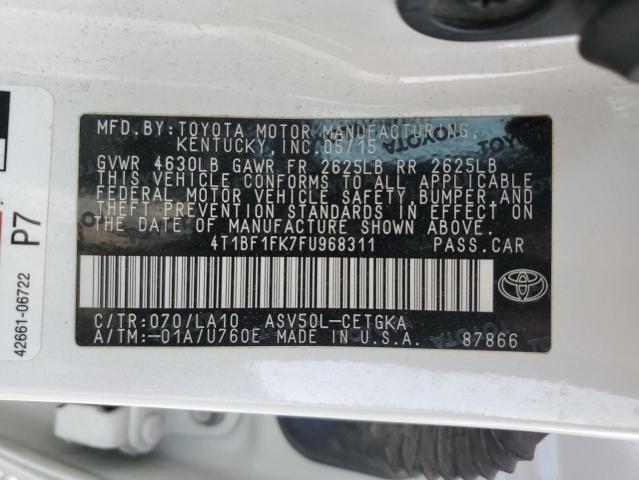 MFD.BY:TOYOTA MOTOR MANUFACTURING,
KENTUCKY, INC. 05/15
GVWR 4630LB GAWR FR 2625LB RR 2625LB
THIS VEHICLE CONFORMS TO ALL APPLICABLE
FEDERAL MOTOR VEHICLE SAFETY,BUMPER,AND
THEFT PREVENTION STANDARDS IN EFFECT ON
THE DATE OF MANUFACTURE SHOWN ABOVE.
4T1BF1FK7FU968311 PASS.CAR
C/TR:070/LA10 ASV50L-CETGKA
A/TM:-01A/U760E MADE IN U.S.A. 87866
42661-06722
P7